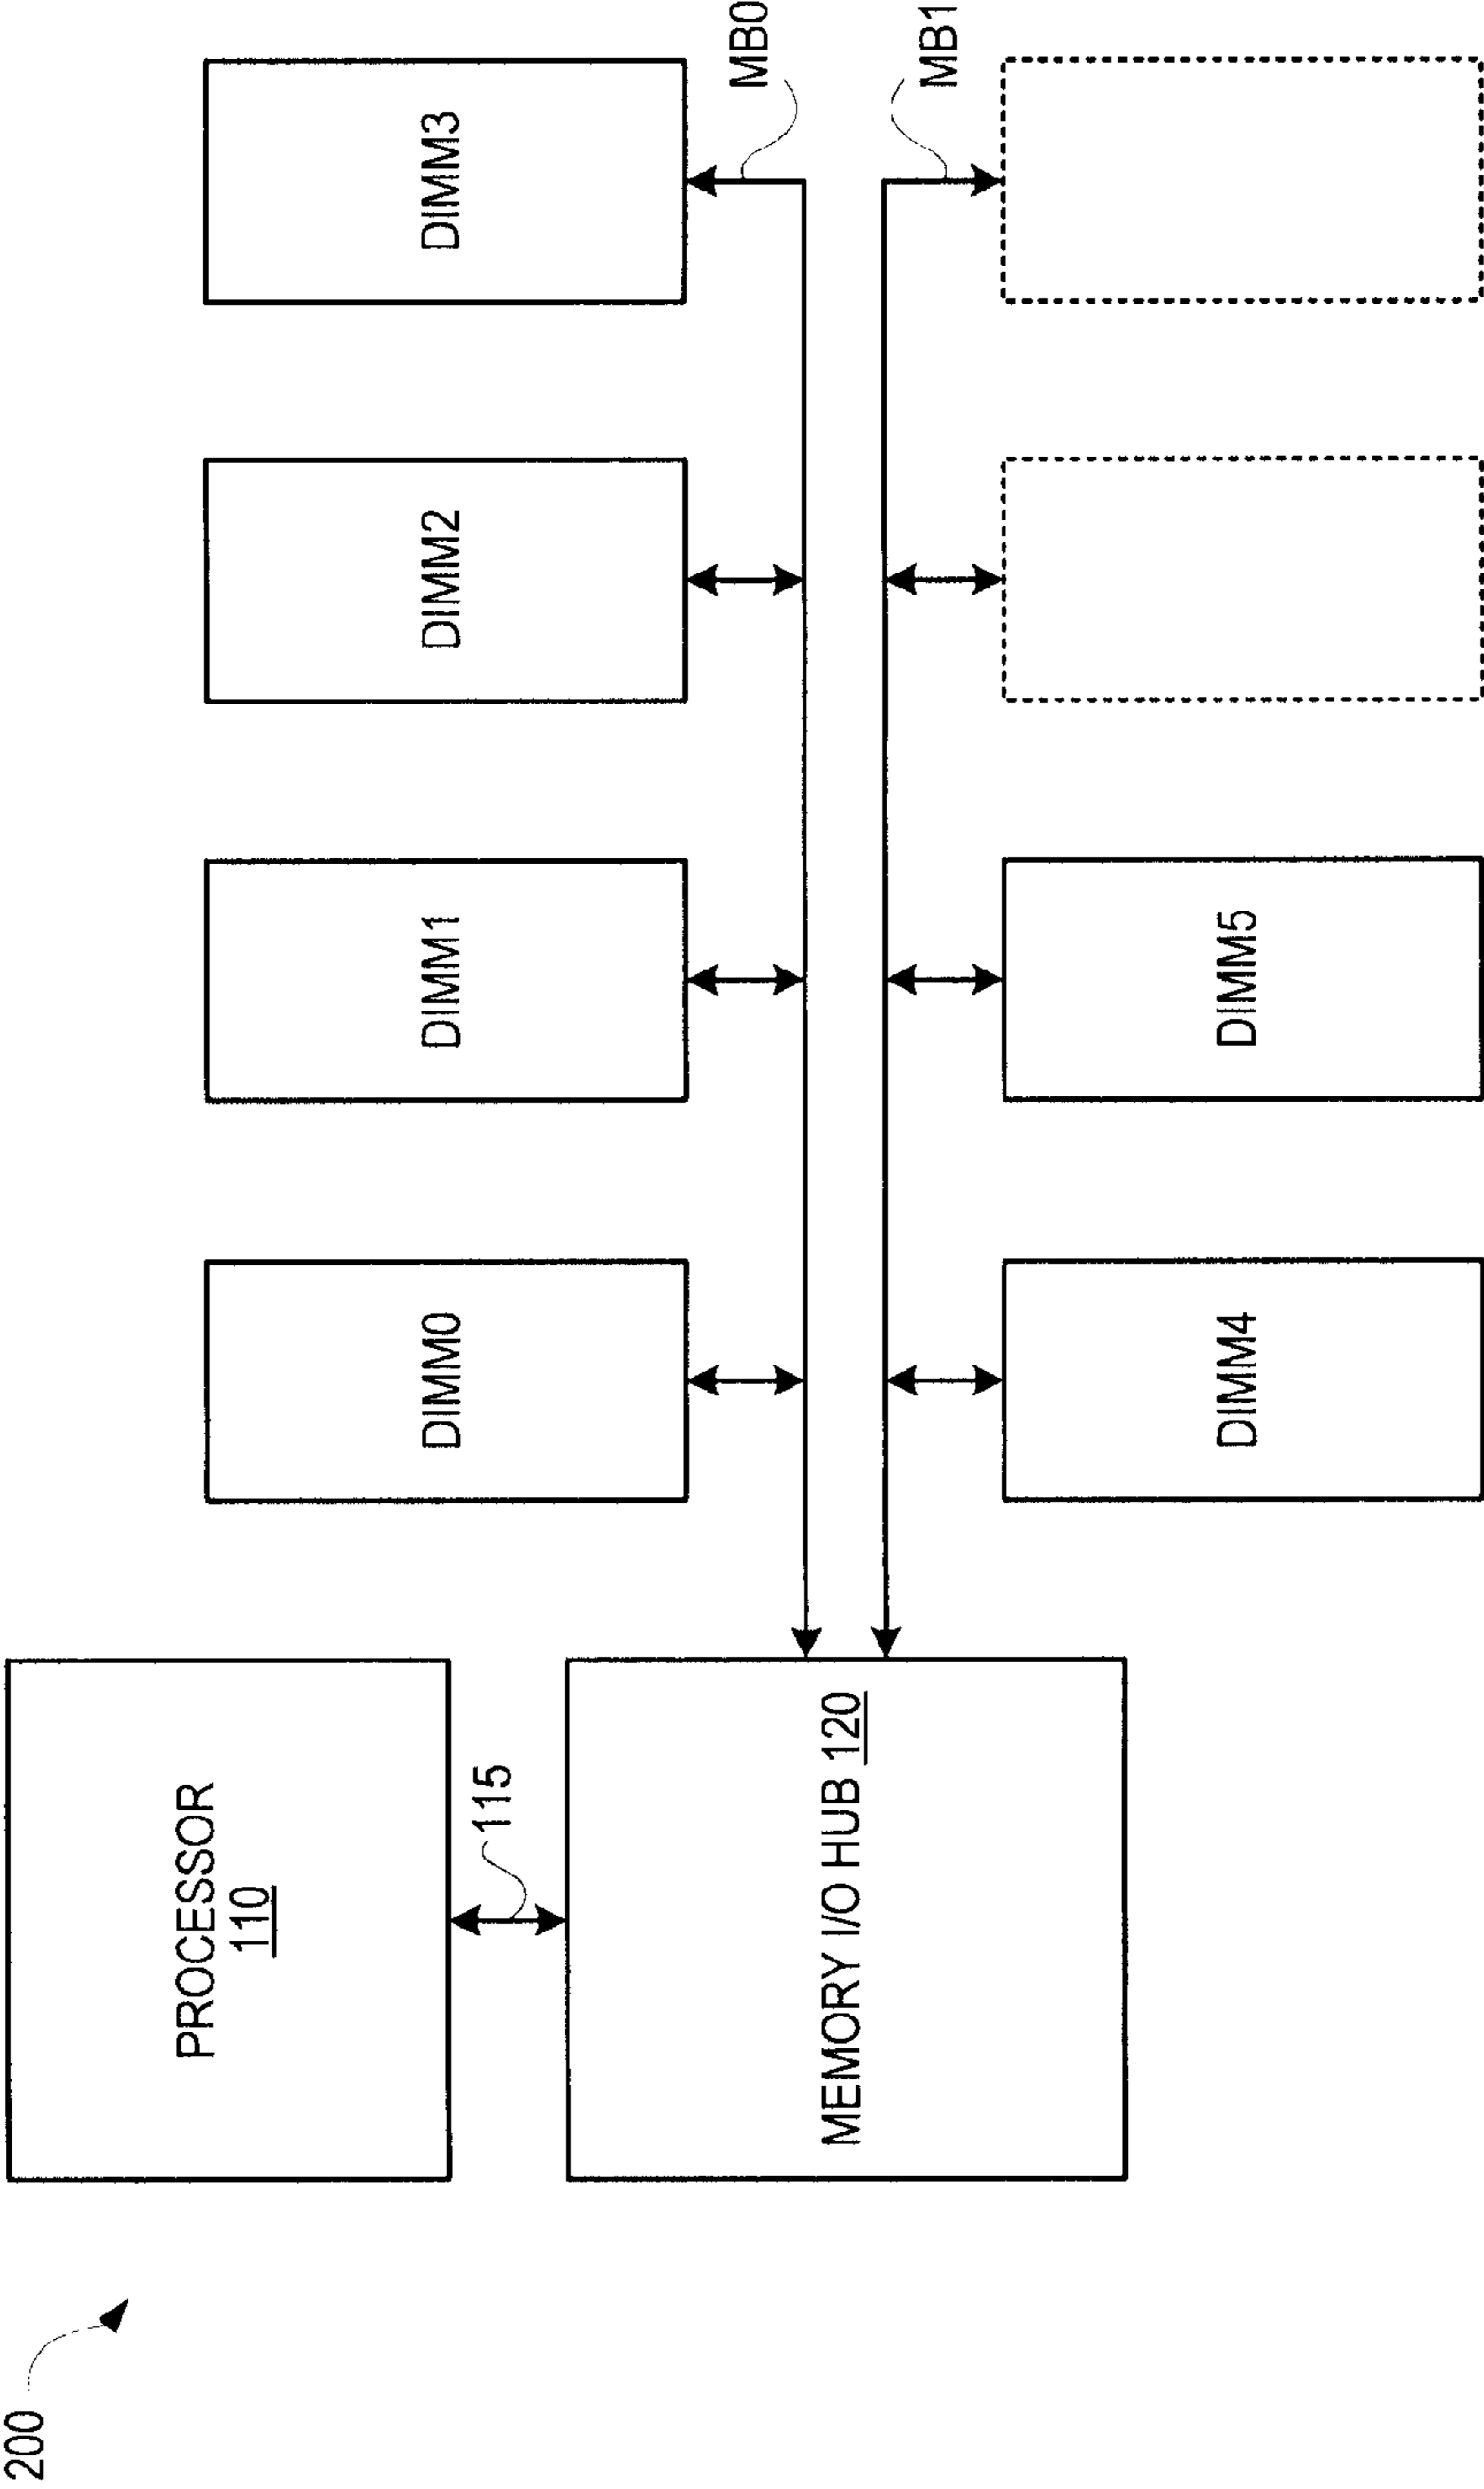 200
PROCESSOR
110
115
MEMORY I/O HUB 120
DIMM0
DIMM1
DIMM2
DIMM3
MB0
MB1
DIMM4
DIMM5